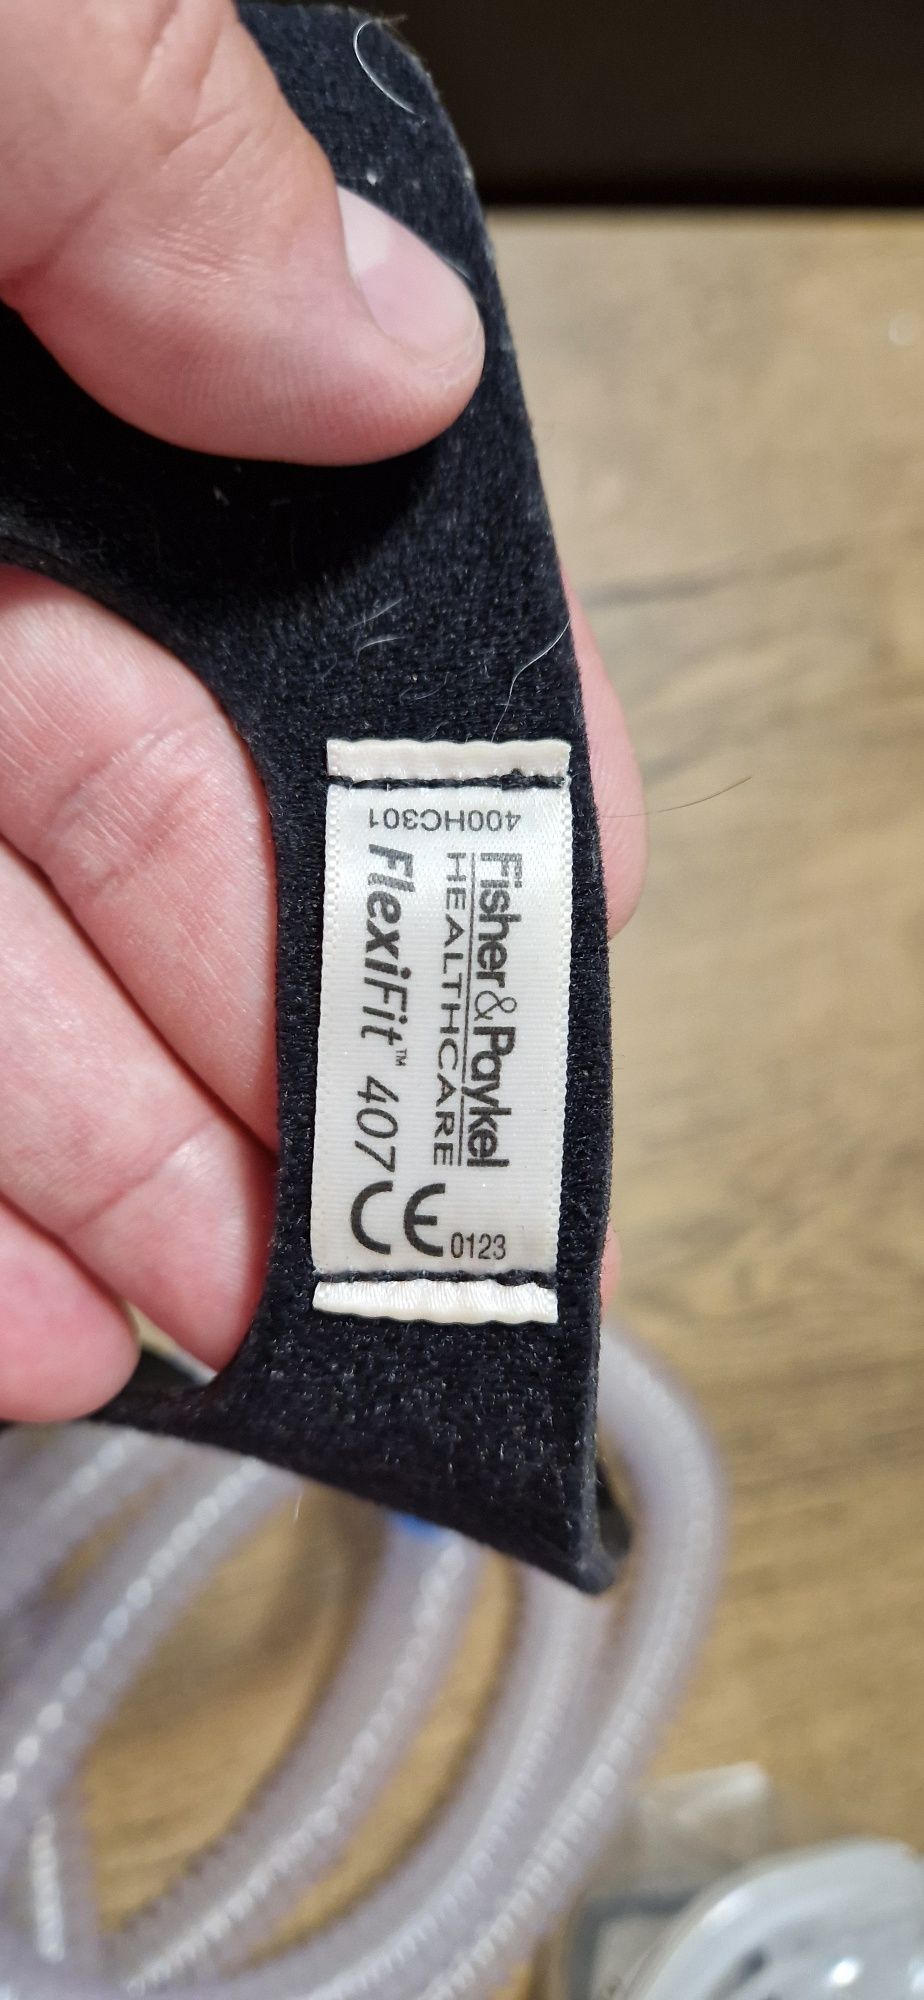 400HC301
Fisher & Paykel
HEALTHCARE
FlexiFit™ 407
CE 0123